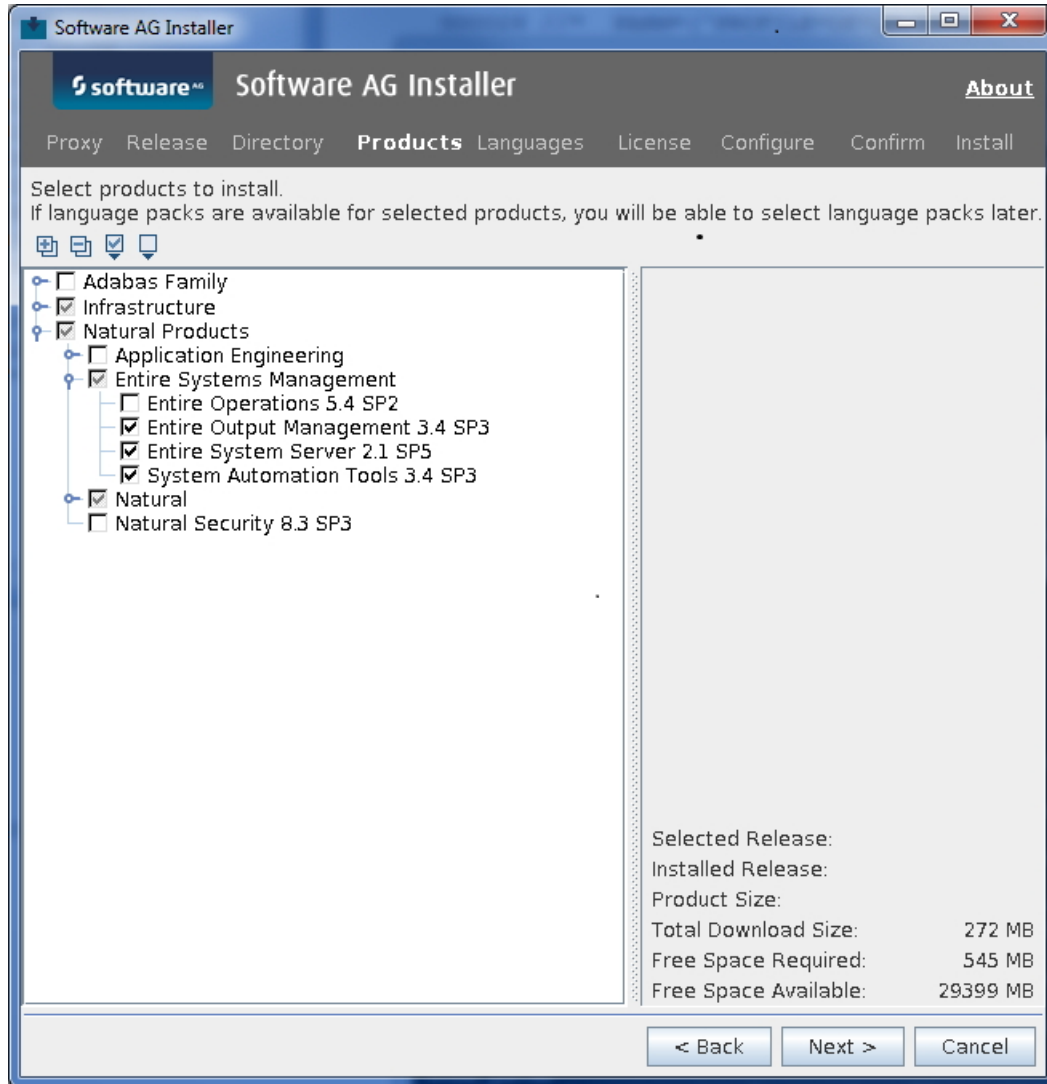 Software AG Installer
software AG Software AG Installer About
Proxy Release Directory Products Languages License Configure Confirm Install
Select products to install.
If language packs are available for selected products, you will be able to select language packs later.
Adabas Family
Infrastructure
Natural Products
Application Engineering
Entire Systems Management
Entire Operations 5.4 SP2
Entire Output Management 3.4 SP3
Entire System Server 2.1 SP5
System Automation Tools 3.4 SP3
Natural
Natural Security 8.3 SP3
Selected Release:
Installed Release:
Product Size:
Total Download Size: 272 MB
Free Space Required: 545 MB
Free Space Available: 29399 MB
< Back Next > Cancel